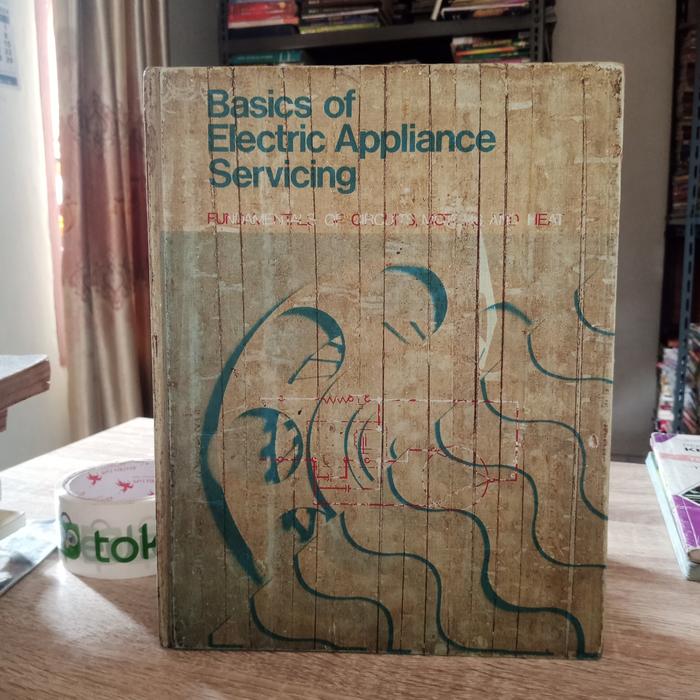 Basics of
Electric Appliance
Servicing
FUNDAMENTALS OF CIRCUITS, MOTORS, AND HEAT
tok